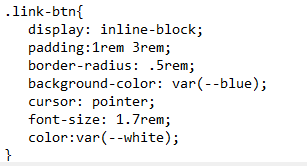 .link-btn{
   display: inline-block;
   padding:1rem 3rem;
   border-radius: .5rem;
   background-color: var(--blue);
   cursor: pointer;
   font-size: 1.7rem;
   color:var(--white);
}